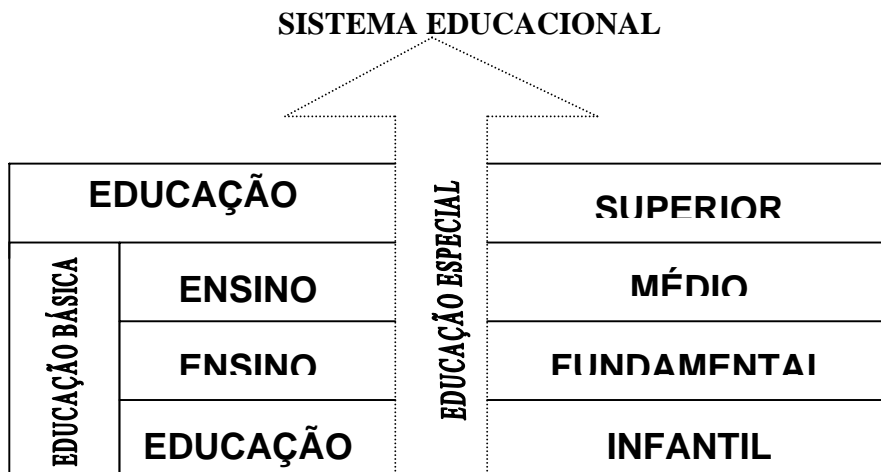 SISTEMA EDUCACIONAL
EDUCAÇÃO SUPERIOR
EDUCAÇÃO ESPECIAL
EDUCAÇÃO BÁSICA
ENSINO MÉDIO
ENSINO FUNDAMENTAL
EDUCAÇÃO INFANTIL